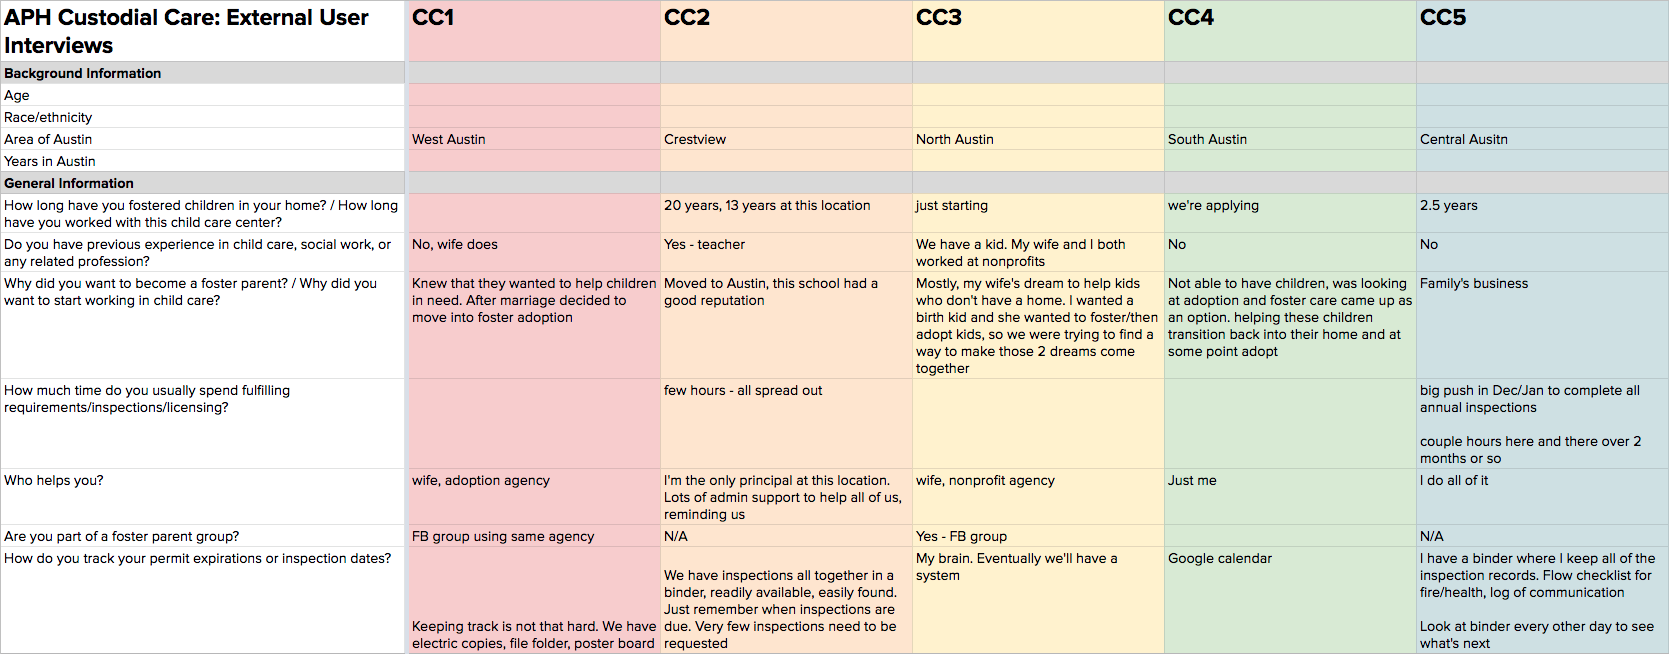 APH Custodial Care: External User
Interviews
CC1
CC2
CC3
CC4
CC5
Background Information
Age
Race/ethnicity
Area of Austin
West Austin
Crestview
North Austin
South Austin
Central Ausitn
Years in Austin
General Information
How long have you fostered children in your home? / How long
have you worked with this child care center?
20 years, 13 years at this location
just starting
we're applying
2.5 years
Do you have previous experience in child care, social work, or
any related profession?
No, wife does
Yes - teacher
We have a kid. My wife and I both
worked at nonprofits
No
No
Why did you want to become a foster parent? / Why did you
want to start working in child care?
Knew that they wanted to help children
in need. After marriage decided to
move into foster adoption
Moved to Austin, this school had a
good reputation
Mostly, my wife's dream to help kids
who don't have a home. I wanted a
birth kid and she wanted to foster/then
adopt kids, so we were trying to find a
way to make those 2 dreams come
together
Not able to have children, was looking
at adoption and foster care came up as
an option. helping these children
transition back into their home and at
some point adopt
Family's business
How much time do you usually spend fulfilling
requirements/inspections/licensing?
few hours - all spread out
big push in Dec/Jan to complete all
annual inspections
couple hours here and there over 2
months or so
Who helps you?
wife, adoption agency
I'm the only principal at this location.
Lots of admin support to help all of us,
reminding us
wife, nonprofit agency
Just me
I do all of it
Are you part of a foster parent group?
FB group using same agency
N/A
Yes - FB group
N/A
How do you track your permit expirations or inspection dates?
Keeping track is not that hard. We have
electric copies, file folder, poster board
We have inspections all together in a
binder, readily available, easily found.
Just remember when inspections are
due. Very few inspections need to be
requested
My brain. Eventually we'll have a
system
Google calendar
I have a binder where I keep all of the
inspection records. Flow checklist for
fire/health, log of communication
Look at binder every other day to see
what's next